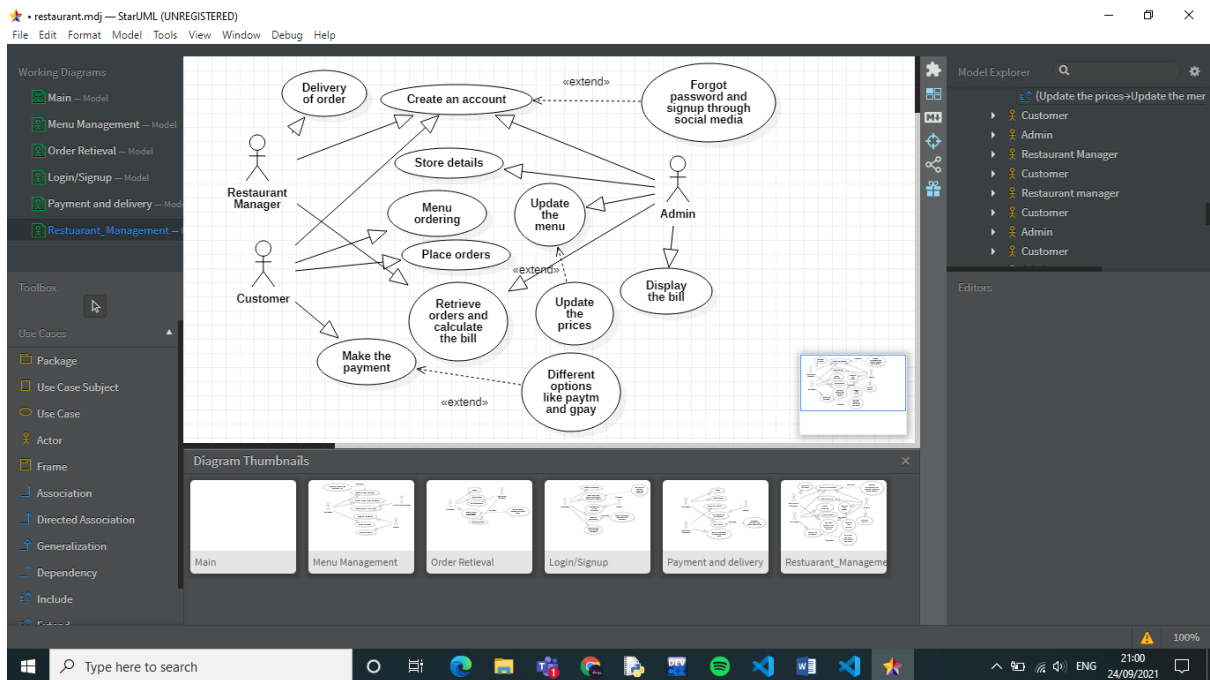 • restaurant.mdj — StarUML (UNREGISTERED)
File Edit Format Model Tools View Window Debug Help
Working Diagrams
Main — Model
Menu Management — Model
Order Retieval — Model
Login/Signup — Model
Payment and delivery — Mod
Restuarant_Management —
Toolbox
Use Cases
Package
Use Case Subject
Use Case
Actor
Frame
Association
Directed Association
Generalization
Dependency
Include
Extend
Delivery
of order
Create an account
«extend»
Forgot
password and
signup through
social media
Restaurant
Manager
Store details
Menu
ordering
Update
the
menu
Admin
Place orders
«extend»
Customer
Retrieve
orders and
calculate
the bill
Update
the
prices
Display
the bill
Make the
payment
Different
options
like paytm
and gpay
«extend»
Diagram Thumbnails
Main
Menu Management
Order Retieval
Login/Signup
Payment and delivery
Restuarant_Manageme
M
Model Explorer
(Update the prices→Update the mer
Customer
Admin
Restaurant Manager
Customer
Restaurant manager
Customer
Admin
Customer
Editors
100%
Type here to search
DEV
ENG
21:00
24/09/2021